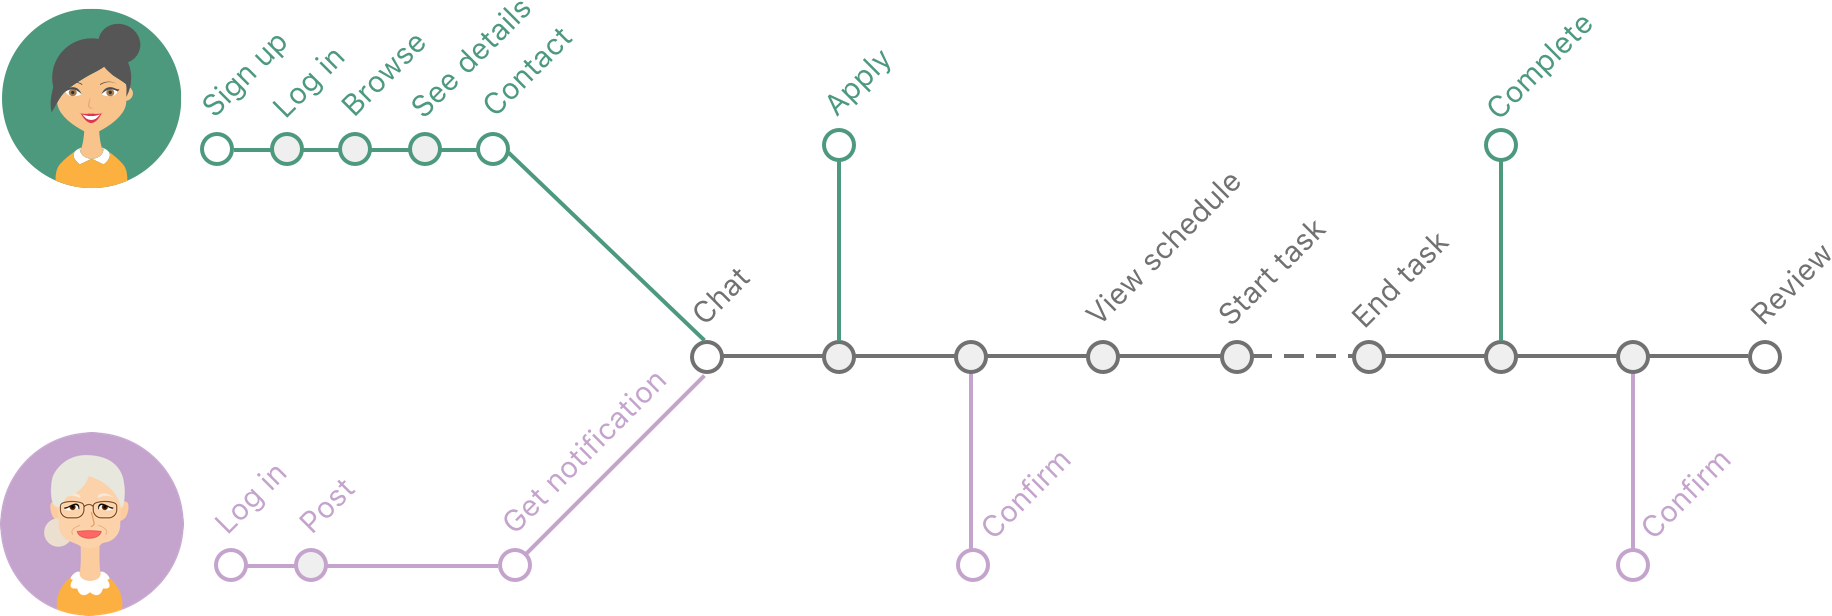 Sign up
Log in
Browse
See details
Contact
Apply
Complete
Chat
View schedule
Start task
End task
Review
Log in
Post
Get notification
Confirm
Confirm